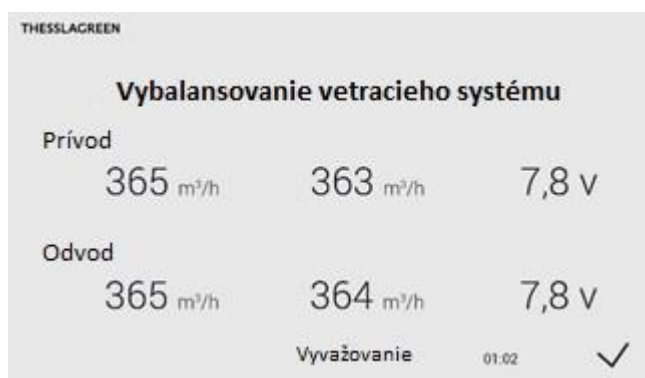 THESSLAGREEN
Vybalansovanie vetracieho systému
Prívod
365 m³/h 363 m³/h 7,8 V
Odvod
365 m³/h 364 m³/h 7,8 V
Vyvažovanie 01:02